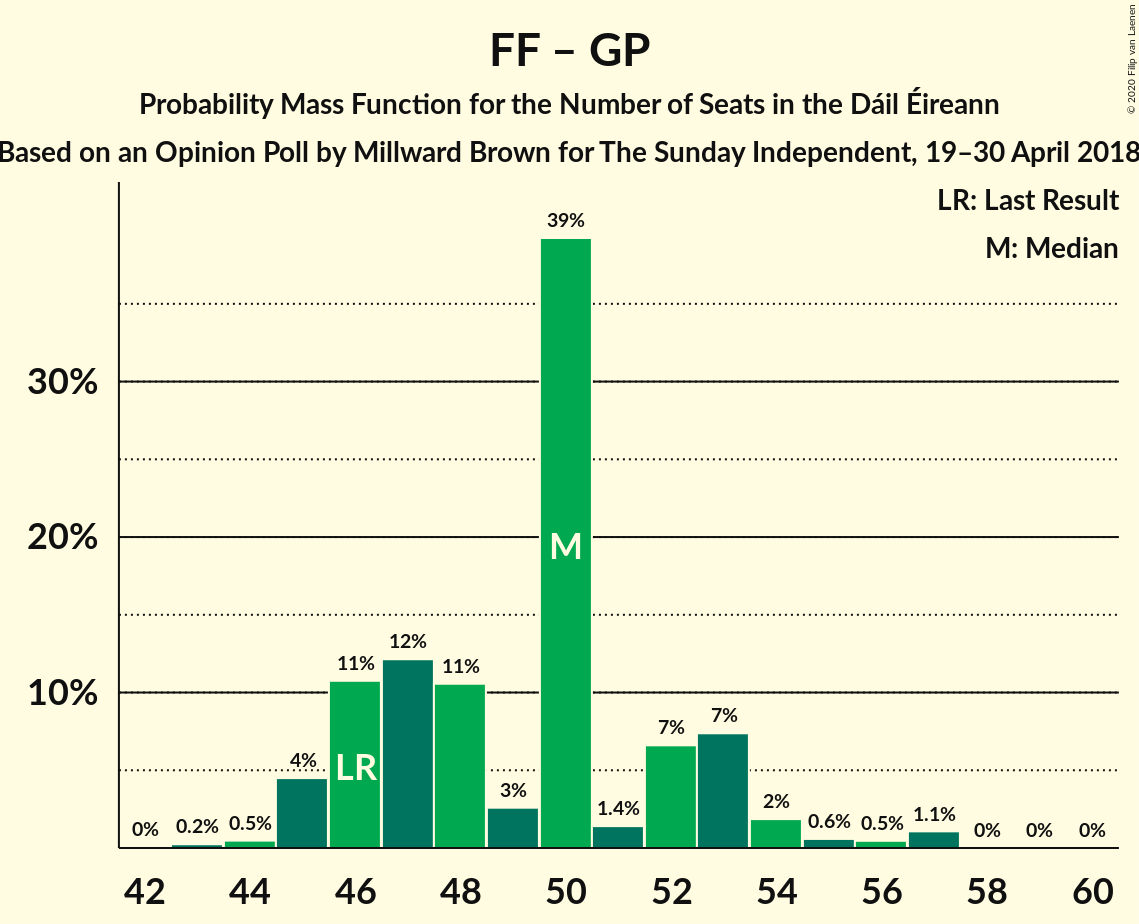 FF – GP
Probability Mass Function for the Number of Seats in the Dáil Éireann
Based on an Opinion Poll by Millward Brown for The Sunday Independent, 19–30 April 2018
© 2020 Filip van Laenen
LR: Last Result
M: Median
39%
30%
20%
10%
0%
0.2%
0.5%
4%
11%
12%
11%
3%
1.4%
7%
7%
2%
0.6%
0.5%
1.1%
0%
0%
0%
LR
M
42 44 46 48 50 52 54 56 58 60